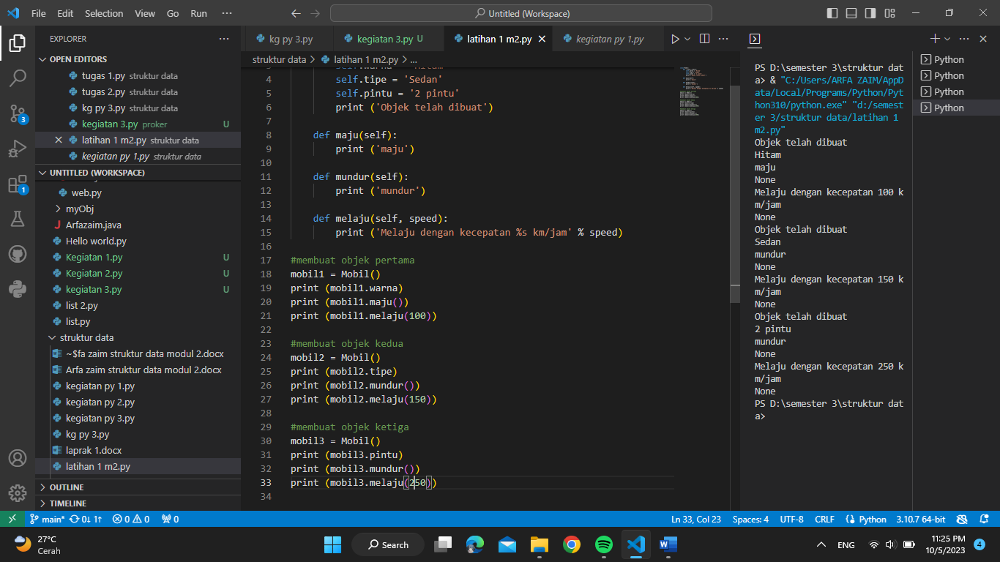 File Edit Selection View Go Run ··· Untitled (Workspace)
EXPLORER ···
OPEN EDITORS
tugas 1.py struktur data
tugas 2.py struktur data
kg py 3.py struktur data
kegiatan 3.py proker U
latihan 1 m2.py struktur data
kegiatan py 1.py struktur data
UNTITLED (WORKSPACE)
web.py
myObj
Arfazaim.java
Hello world.py
Kegiatan 1.py U
Kegiatan 2.py U
kegiatan 3.py U
list 2.py
list.py
struktur data
~$fa zaim struktur data modul 2.docx
Arfa zaim struktur data modul 2.docx
kegiatan py 1.py
kegiatan py 2.py
kegiatan py 3.py
kg py 3.py
laprak 1.docx
latihan 1 m2.py
OUTLINE
TIMELINE
kg py 3.py kegiatan 3.py U latihan 1 m2.py kegiatan py 1.py
struktur data > latihan 1 m2.py > ...
4 self.tipe = 'Sedan'
5 self.pintu = '2 pintu'
6 print ('Objek telah dibuat')
7
8 def maju(self):
9 print ('maju')
10
11 def mundur(self):
12 print ('mundur')
13
14 def melaju(self, speed):
15 print ('Melaju dengan kecepatan %s km/jam' % speed)
16
17 #membuat objek pertama
18 mobil1 = Mobil()
19 print (mobil1.warna)
20 print (mobil1.maju())
21 print (mobil1.melaju(100))
22
23 #membuat objek kedua
24 mobil2 = Mobil()
25 print (mobil2.tipe)
26 print (mobil2.mundur())
27 print (mobil2.melaju(150))
28
29 #membuat objek ketiga
30 mobil3 = Mobil()
31 print (mobil3.pintu)
32 print (mobil3.mundur())
33 print (mobil3.melaju(250))
34
PS D:\semester 3\struktur dat
a> & "C:/Users/ARFA ZAIM/AppD
ata/Local/Programs/Python/Pyt
hon310/python.exe" "d:/semest
er 3/struktur data/latihan 1
m2.py"
Objek telah dibuat
Hitam
maju
None
Melaju dengan kecepatan 100 k
m/jam
None
Objek telah dibuat
Sedan
mundur
None
Melaju dengan kecepatan 150 k
m/jam
None
Objek telah dibuat
2 pintu
mundur
None
Melaju dengan kecepatan 250 k
m/jam
None
PS D:\semester 3\struktur dat
a>
Python
Python
Python
Python
3
1
main* 0↓ 1↑ 0 0 0 Ln 33, Col 23 Spaces: 4 UTF-8 CRLF Python 3.10.7 64-bit
27°C
Cerah
Search
ENG
11:25 PM
10/5/2023
4